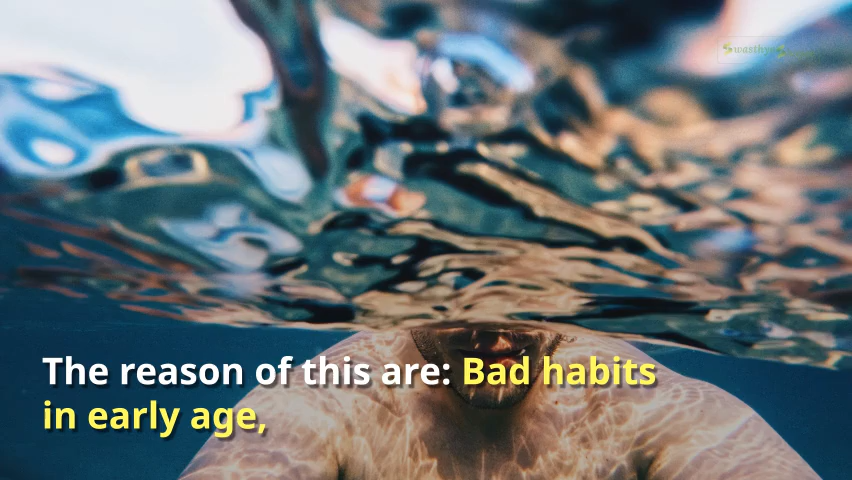 The reason of this are: Bad habits
in early age,